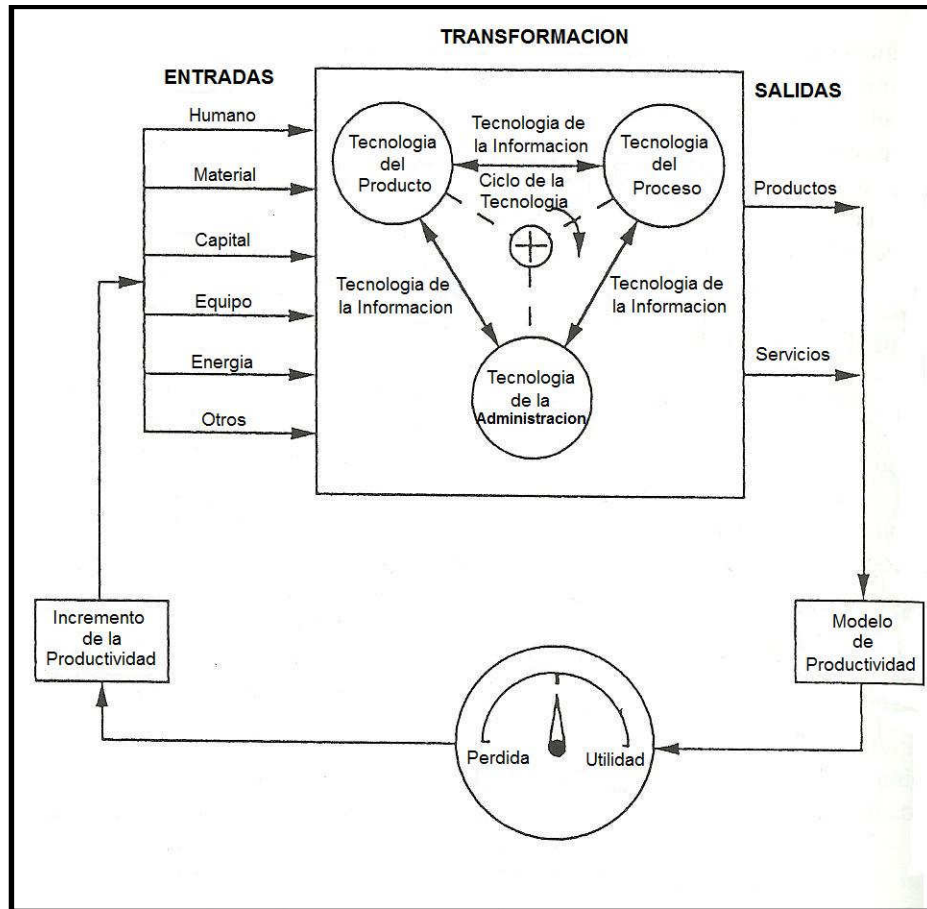 TRANSFORMACION
ENTRADAS
SALIDAS
Humano
Material
Capital
Equipo
Energia
Otros
Tecnologia
del
Producto
Tecnologia de
la Informacion
Ciclo de la
Tecnologia
Tecnologia
del
Proceso
Tecnologia de
la Informacion
Tecnologia de
la Informacion
Tecnologia
de la
Administracion
Productos
Servicios
Incremento
de la
Productividad
Modelo
de
Productividad
Perdida
Utilidad